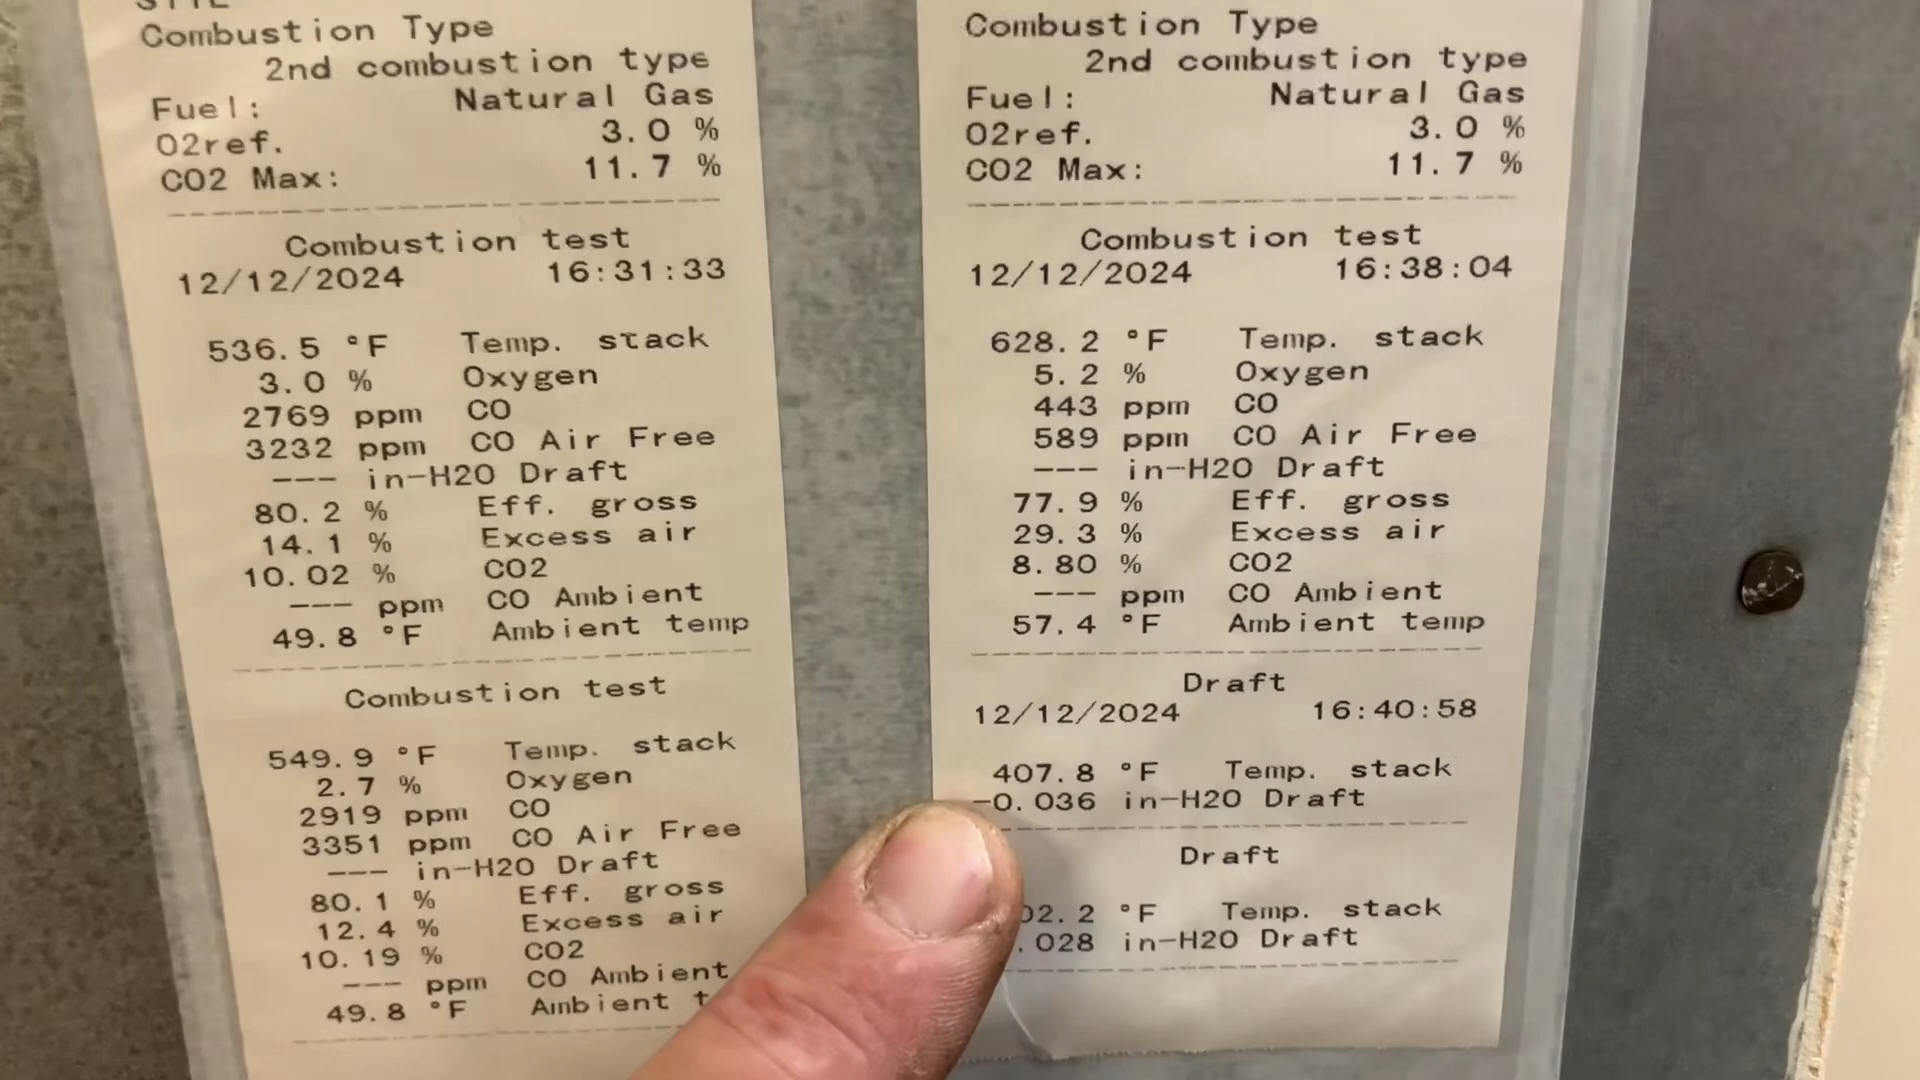 Combustion Type
2nd combustion type
Fuel: Natural Gas
O2ref. 3.0 %
CO2 Max: 11.7 %
Combustion test
12/12/2024 16:31:33
536.5 °F Temp. stack
3.0 % Oxygen
2769 ppm CO
3232 ppm CO Air Free
--- in-H2O Draft
80.2 % Eff. gross
14.1 % Excess air
10.02 % CO2
--- ppm CO Ambient
49.8 °F Ambient temp
Combustion test
549.9 °F Temp. stack
2.7 % Oxygen
2919 ppm CO
3351 ppm CO Air Free
--- in-H2O Draft
80.1 % Eff. gross
12.4 % Excess air
10.19 % CO2
--- ppm CO Ambient
49.8 °F Ambient
Combustion Type
2nd combustion type
Fuel: Natural Gas
O2ref. 3.0 %
CO2 Max: 11.7 %
Combustion test
12/12/2024 16:38:04
628.2 °F Temp. stack
5.2 % Oxygen
443 ppm CO
589 ppm CO Air Free
--- in-H2O Draft
77.9 % Eff. gross
29.3 % Excess air
8.80 % CO2
--- ppm CO Ambient
57.4 °F Ambient temp
Draft
12/12/2024 16:40:58
407.8 °F Temp. stack
-0.036 in-H2O Draft
Draft
02.2 °F Temp. stack
.028 in-H2O Draft